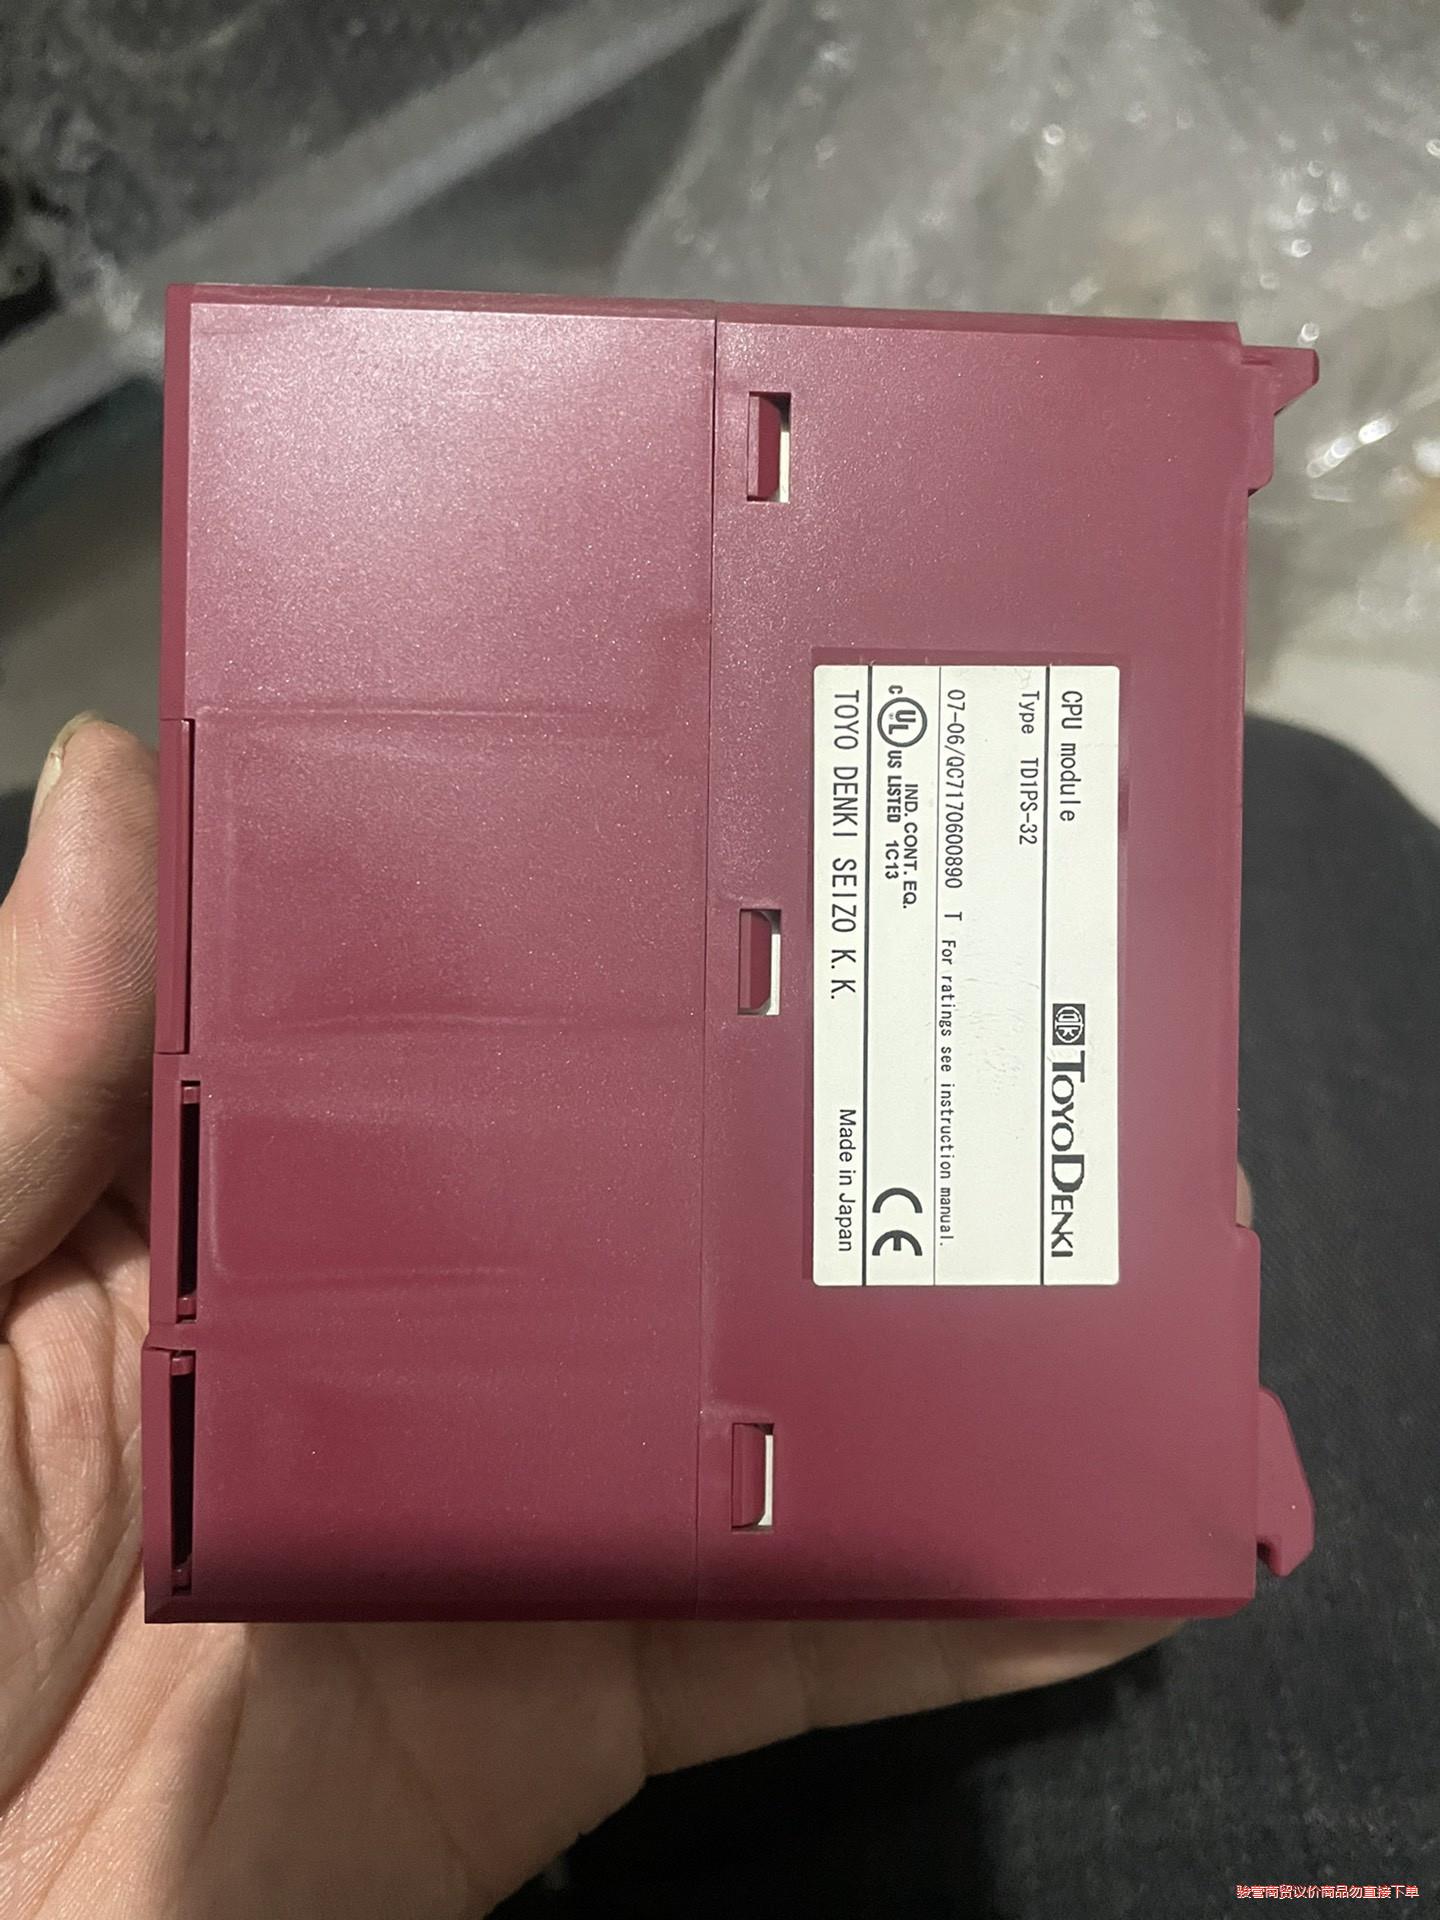 CPU module
TOYODENKI
Type TD1PS-32
07-06/QC7170600890 T For ratings see instruction manual.
C UL US LISTED
IND. CONT. EQ.
1C13
CE
TOYO DENKI SEIZO K.K.
Made in Japan
骏营商贸议价商品勿直接下单